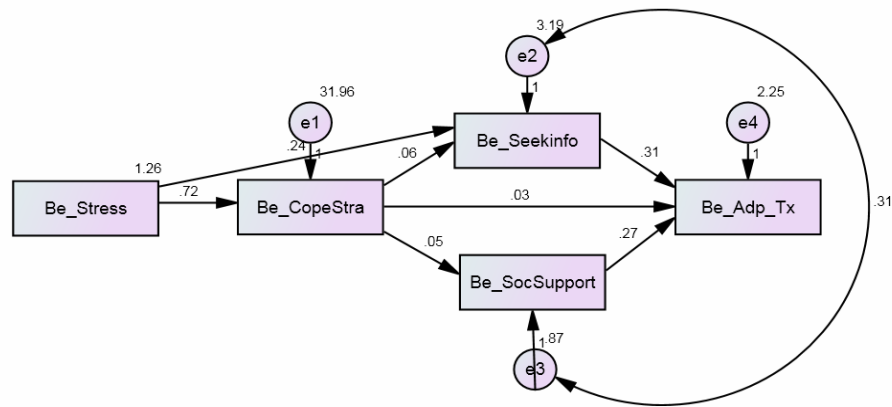 3.19
e2
31.96
2.25
e1
e4
1
1
Be_Seekinfo
.24
1
1
1.26
.06
.31
Be_Stress
.72
Be_CopeStra
.03
Be_Adp_Tx
.31
.05
.27
Be_SocSupport
1
.87
e3